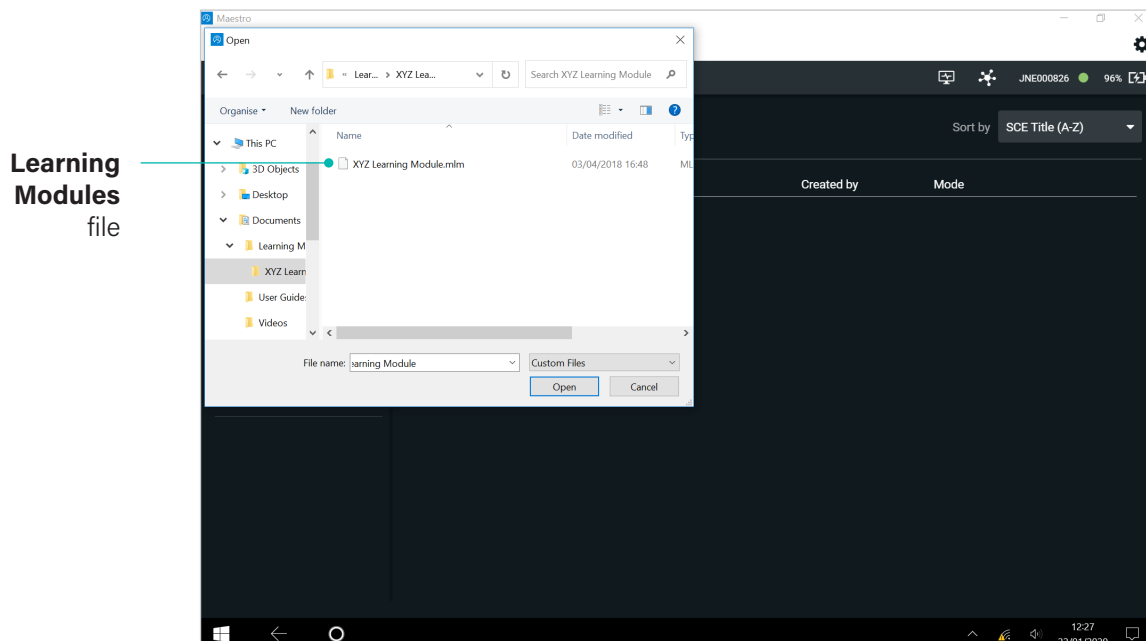 Maestro
Open
« Lear... > XYZ Lea...
Search XYZ Learning Module
JNE000826
96%
Organise
New folder
Sort by
SCE Title (A-Z)
This PC
Name
Date modified
Typ
Learning
Modules
file
3D Objects
XYZ Learning Module.mlm
03/04/2018 16:48
ML
Created by
Mode
Desktop
Documents
Learning M
XYZ Learn
User Guide
Videos
File name:
earning Module
Custom Files
Open
Cancel
12:27